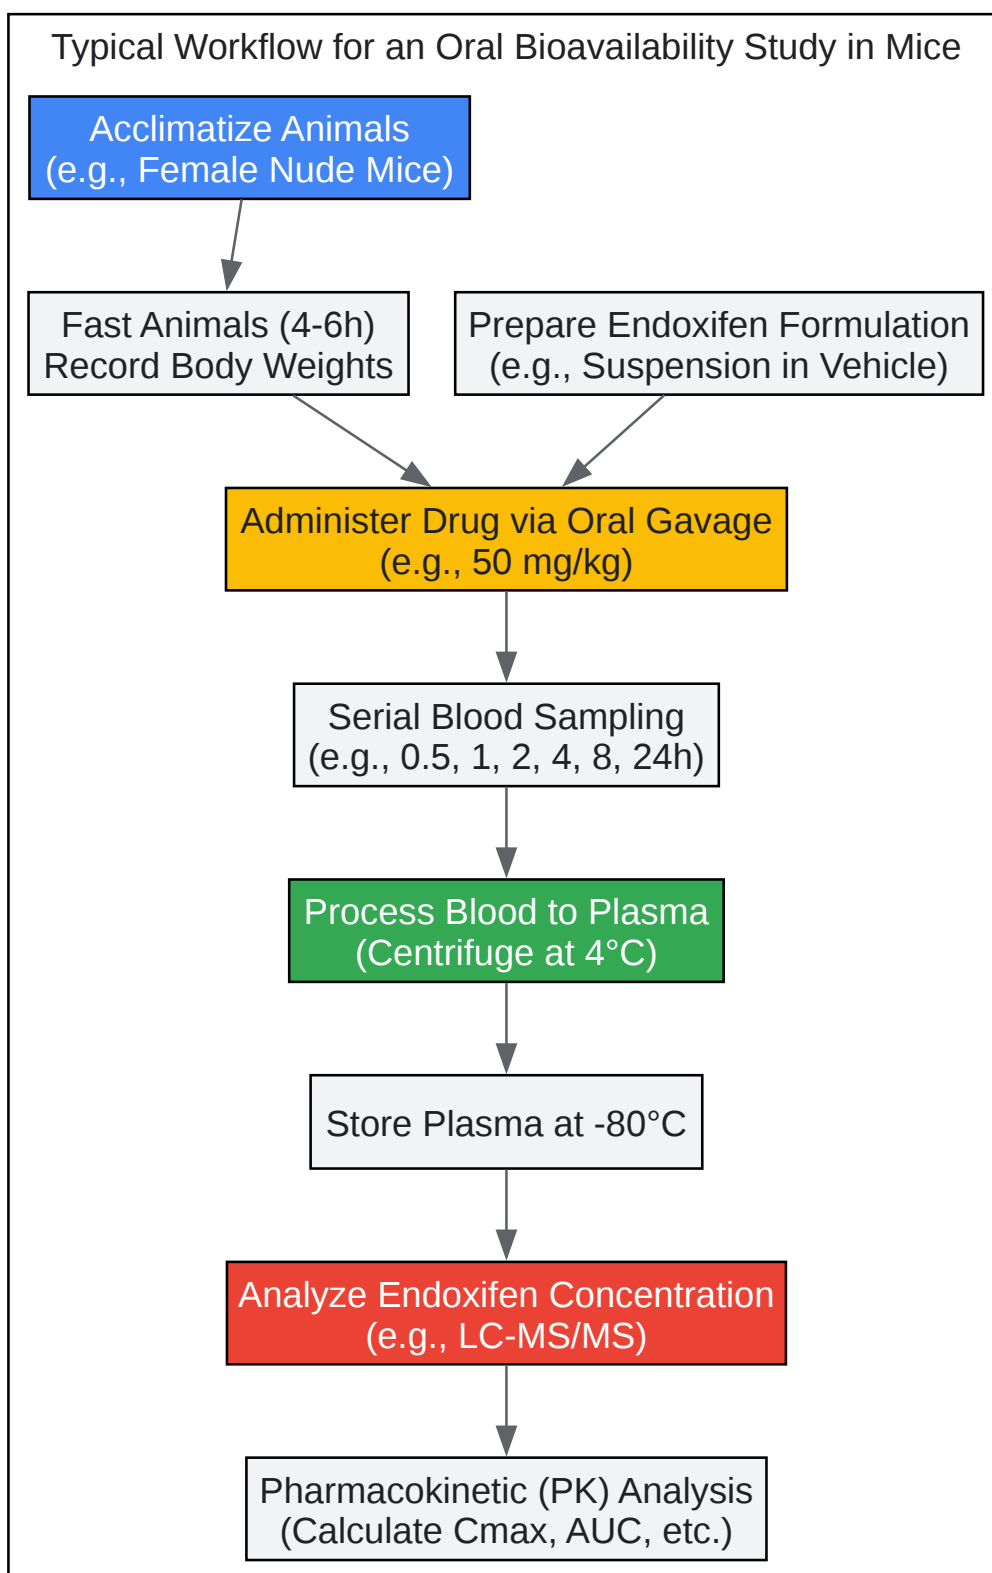 Typical Workflow for an Oral Bioavailability Study in Mice
Acclimatize Animals
(e.g., Female Nude Mice)
Fast Animals (4-6h)
Record Body Weights
Prepare Endoxifen Formulation
(e.g., Suspension in Vehicle)
Administer Drug via Oral Gavage
(e.g., 50 mg/kg)
Serial Blood Sampling
(e.g., 0.5, 1, 2, 4, 8, 24h)
Process Blood to Plasma
(Centrifuge at 4°C)
Store Plasma at -80°C
Analyze Endoxifen Concentration
(e.g., LC-MS/MS)
Pharmacokinetic (PK) Analysis
(Calculate Cmax, AUC, etc.)